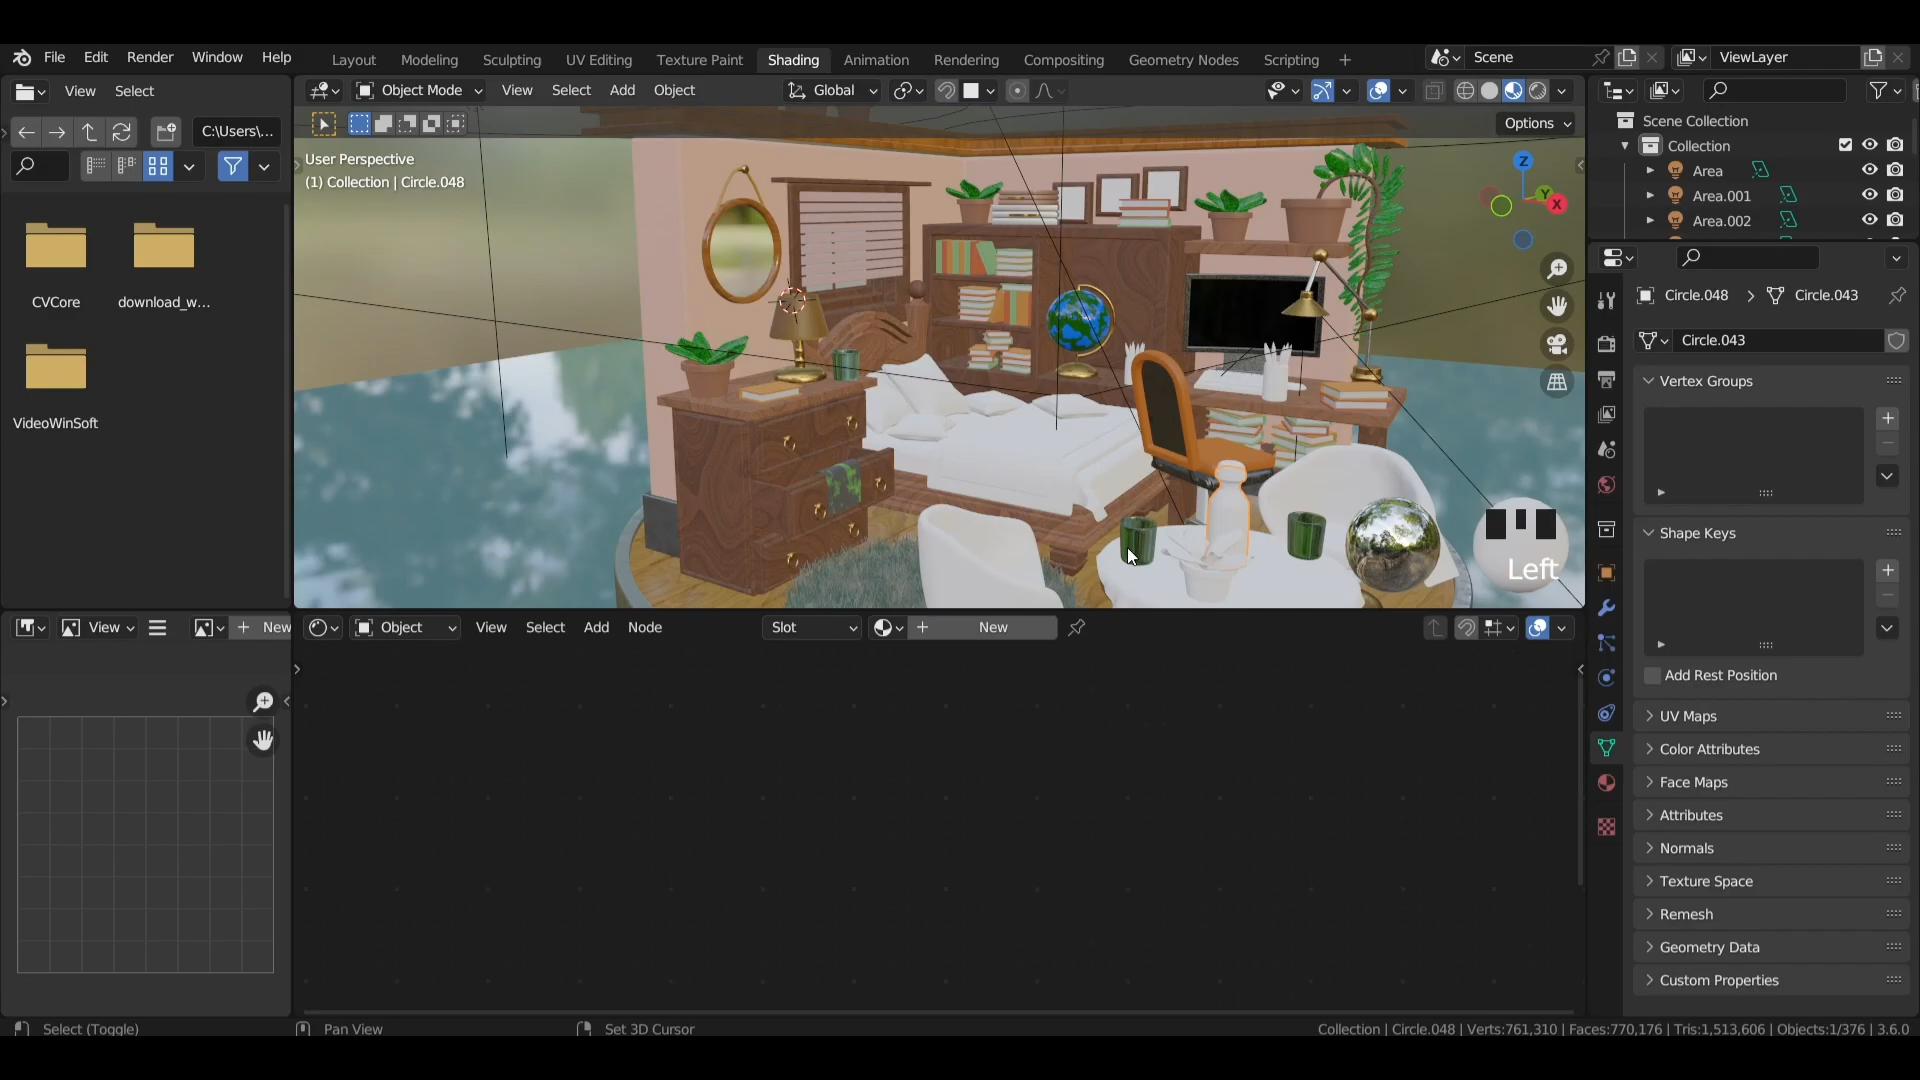 File Edit Render Window Help
Layout Modeling Sculpting UV Editing Texture Paint Shading Animation Rendering Compositing Geometry Nodes Scripting
Scene ViewLayer
View Select
Object Mode View Select Add Object Global
Options
C:\Users\...
User Perspective
(1) Collection | Circle.048
Z
Y
X
CVCore download_w...
VideoWinSoft
Left
Scene Collection
Collection
Area
Area.001
Area.002
Circle.048 Circle.043
Circle.043
Vertex Groups
Shape Keys
Add Rest Position
UV Maps
Color Attributes
Face Maps
Attributes
Normals
Texture Space
Remesh
Geometry Data
Custom Properties
View New
Object View Select Add Node Slot New
Select (Toggle) Pan View Set 3D Cursor
Collection | Circle.048 | Verts:761,310 | Faces:770,176 | Tris:1,513,606 | Objects:1/376 | 3.6.0